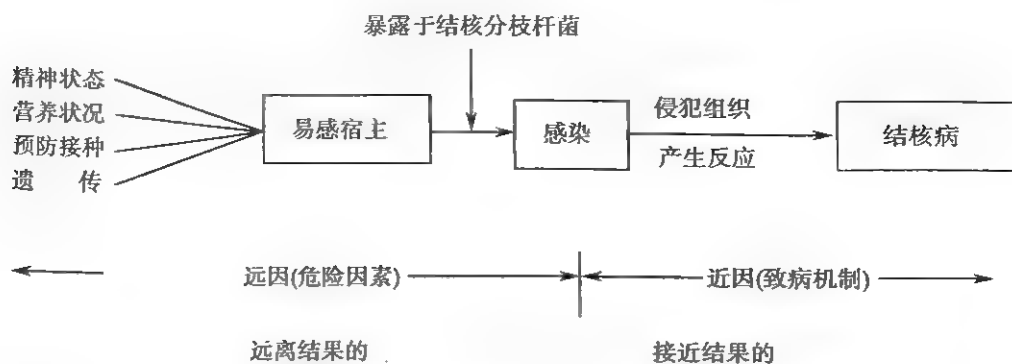 暴露于结核分枝杆菌
精神状态
营养状况
预防接种
遗 传
易感宿主
感染
侵犯组织
产生反应
结核病
远因(危险因素)
近因(致病机制)
远离结果的
接近结果的